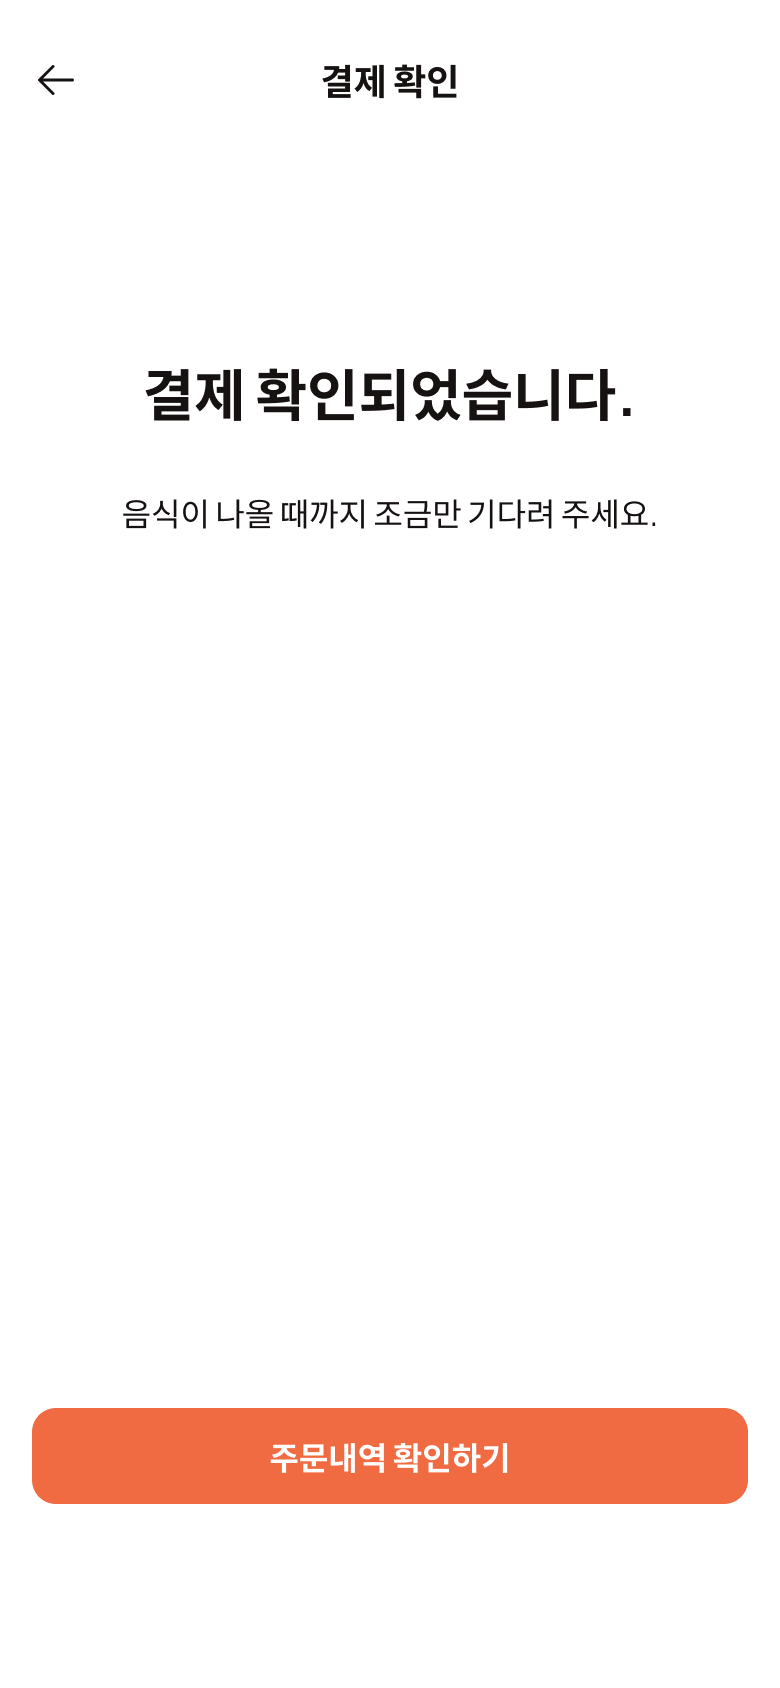 결제 확인
결제 확인되었습니다.
음식이 나올 때까지 조금만 기다려 주세요.
주문내역 확인하기